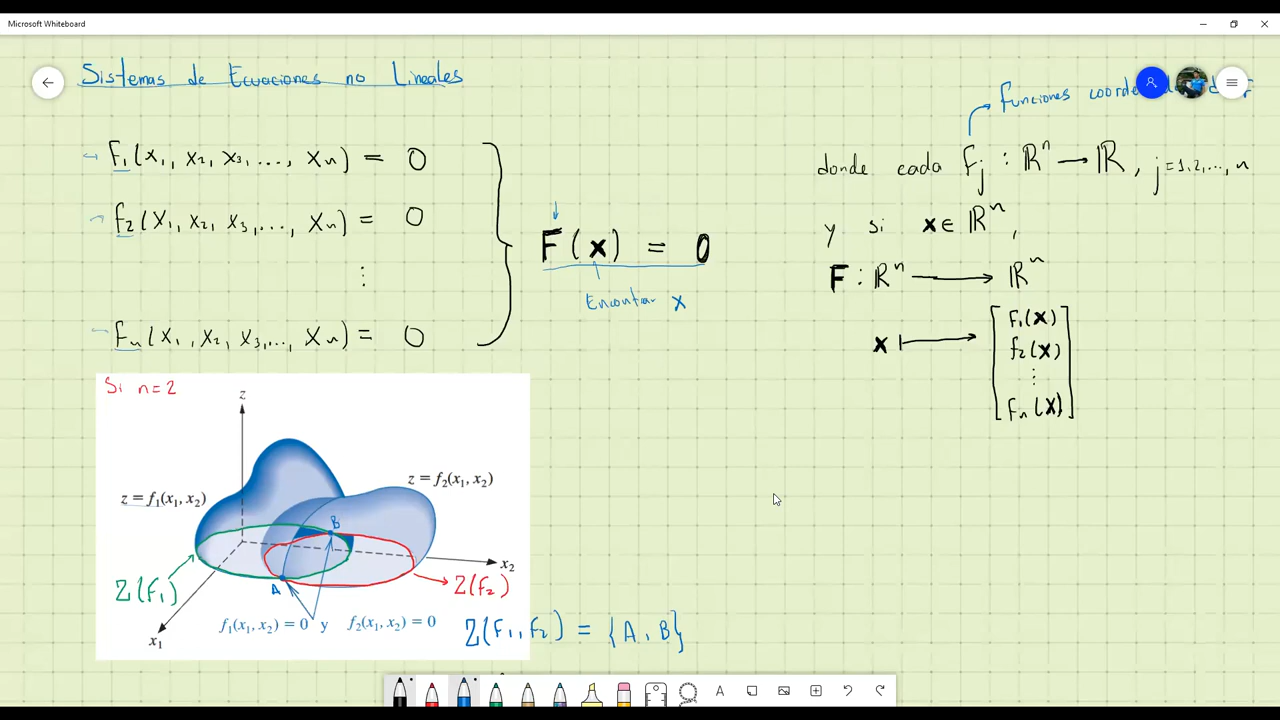 Microsoft Whiteboard
Sistemas de Ecuaciones no Lineales
f1(x1, x2, x3, ..., xn) = 0
f2(x1, x2, x3, ..., xn) = 0
⋮
fn(x1, x2, x3, ..., xn) = 0
F(x) = 0
Encontrar x
funciones
donde cada fj : ℝⁿ → ℝ, j=1,2,...,n
y si x ∈ ℝⁿ,
F : ℝⁿ → ℝⁿ
x ↦ [f1(x)
f2(x)
⋮
fn(x)]
Si n=2
z
z = f1(x1, x2)
z = f2(x1, x2)
B
x2
A
Z(f1)
Z(f2)
x1
f1(x1, x2) = 0 y f2(x1, x2) = 0
Z(f1, f2) = {A, B}
A